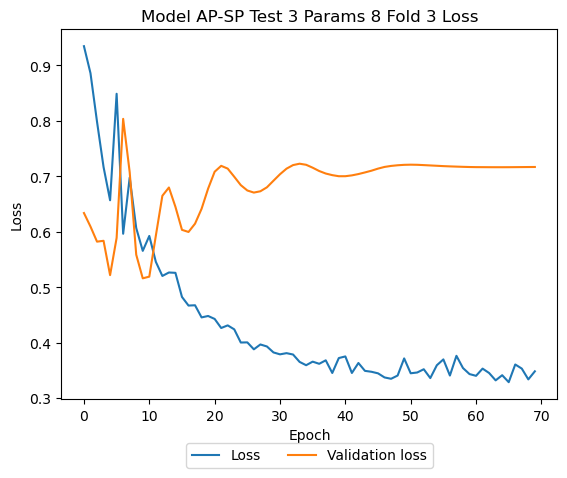 Model AP-SP Test 3 Params 8 Fold 3 Loss
Loss
0.9
0.8
0.7
0.6
0.5
0.4
0.3
0 10 20 30 40 50 60 70
Epoch
Loss Validation loss